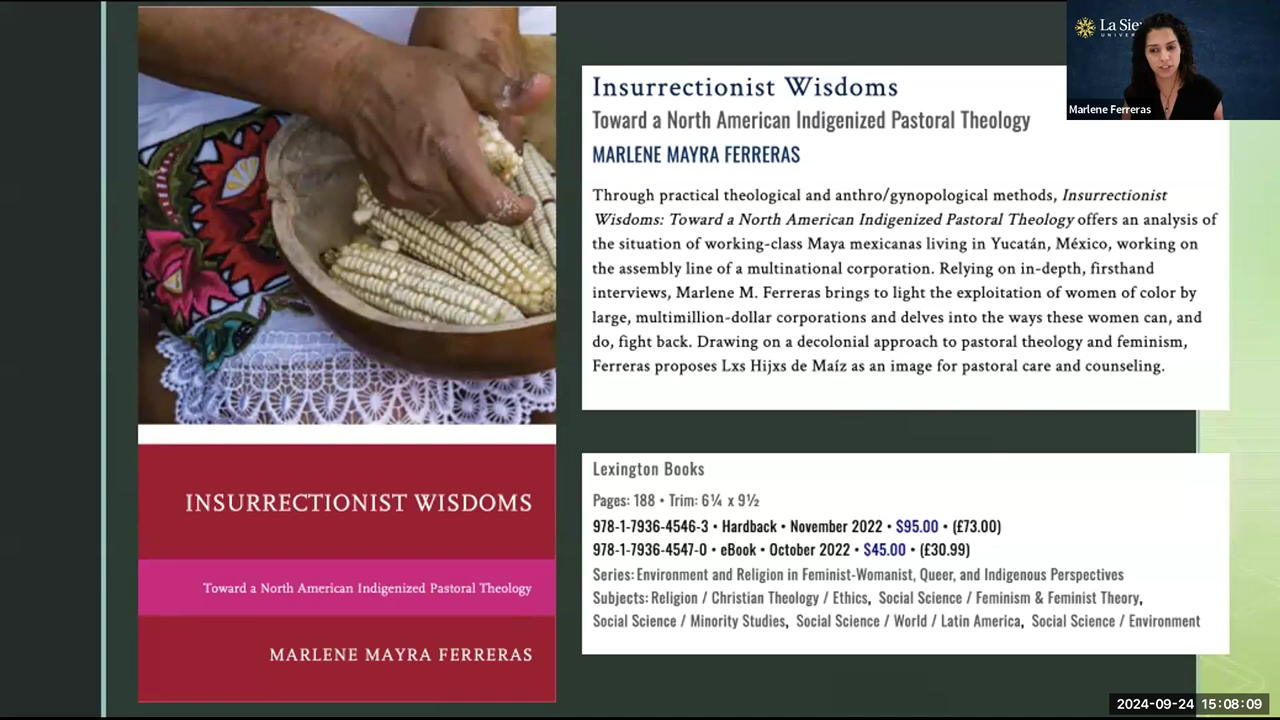 Insurrectionist Wisdoms
Toward a North American Indigenized Pastoral Theology
MARLENE MAYRA FERRERAS
Through practical theological and anthro/gynopological methods, Insurrectionist
Wisdoms: Toward a North American Indigenized Pastoral Theology offers an analysis of
the situation of working-class Maya mexicanas living in Yucatán, México, working on
the assembly line of a multinational corporation. Relying on in-depth, firsthand
interviews, Marlene M. Ferreras brings to light the exploitation of women of color by
large, multimillion-dollar corporations and delves into the ways these women can, and
do, fight back. Drawing on a decolonial approach to pastoral theology and feminism,
Ferreras proposes Lxs Hijxs de Maíz as an image for pastoral care and counseling.
Lexington Books
Pages: 188 • Trim: 6¼ x 9½
978-1-7936-4546-3 • Hardback • November 2022 • $95.00 • (£73.00)
978-1-7936-4547-0 • eBook • October 2022 • $45.00 • (£30.99)
Series: Environment and Religion in Feminist-Womanist, Queer, and Indigenous Perspectives
Subjects: Religion / Christian Theology / Ethics, Social Science / Feminism & Feminist Theory,
Social Science / Minority Studies, Social Science / World / Latin America, Social Science / Environment
INSURRECTIONIST WISDOMS
Toward a North American Indigenized Pastoral Theology
MARLENE MAYRA FERRERAS
La Sie
UNIVE
Marlene Ferreras
2024-09-24 15:08:09